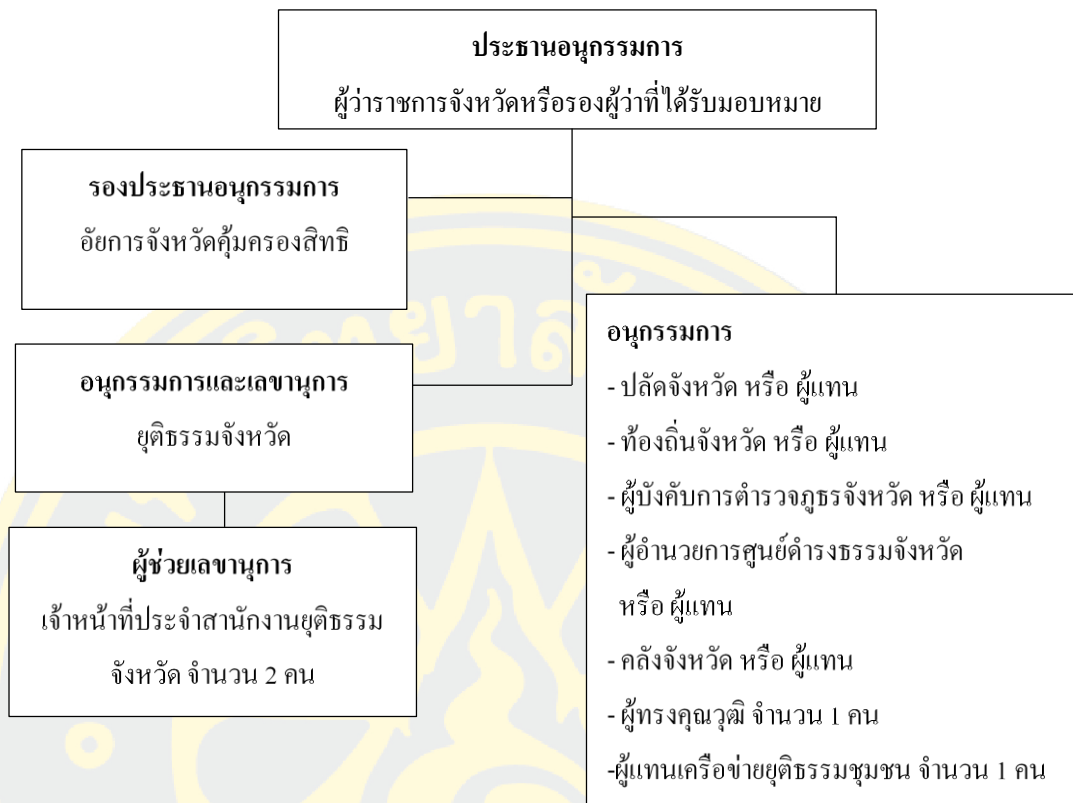 ประธานอนุกรรมการ
ผู้ว่าราชการจังหวัดหรือรองผู้ว่าที่ได้รับมอบหมาย
รองประธานอนุกรรมการ
อัยการจังหวัดคุ้มครองสิทธิ
อนุกรรมการและเลขานุการ
ยุติธรรมจังหวัด
ผู้ช่วยเลขานุการ
เจ้าหน้าที่ประจำสานักงานยุติธรรม
จังหวัด จำนวน 2 คน
อนุกรรมการ
- ปลัดจังหวัด หรือ ผู้แทน
- ท้องถิ่นจังหวัด หรือ ผู้แทน
- ผู้บังคับการตำรวจภูธรจังหวัด หรือ ผู้แทน
- ผู้อำนวยการศูนย์ดำรงธรรมจังหวัด
หรือ ผู้แทน
- คลังจังหวัด หรือ ผู้แทน
- ผู้ทรงคุณวุฒิ จำนวน 1 คน
-ผู้แทนเครือข่ายยุติธรรมชุมชน จำนวน 1 คน